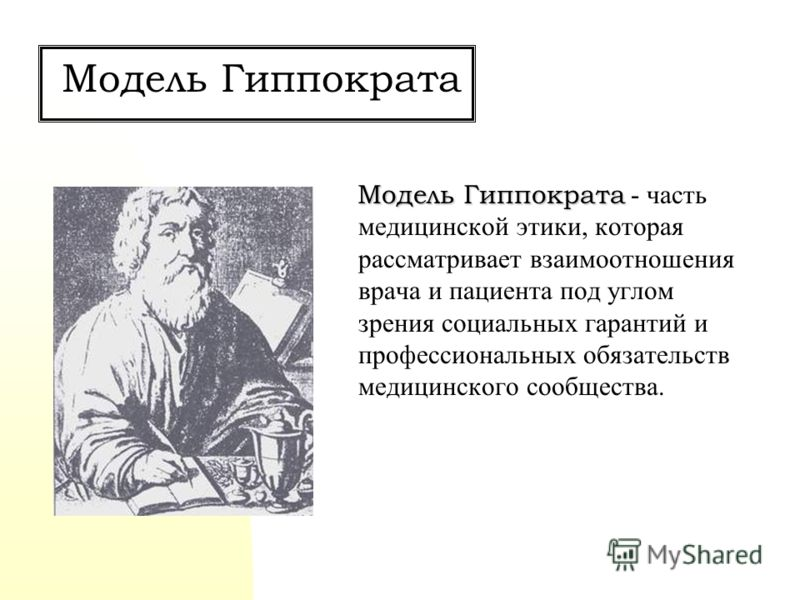 Модель Гиппократа
Модель Гиппократа - часть
медицинской этики, которая
рассматривает взаимоотношения
врача и пациента под углом
зрения социальных гарантий и
профессиональных обязательств
медицинского сообщества.
MyShared